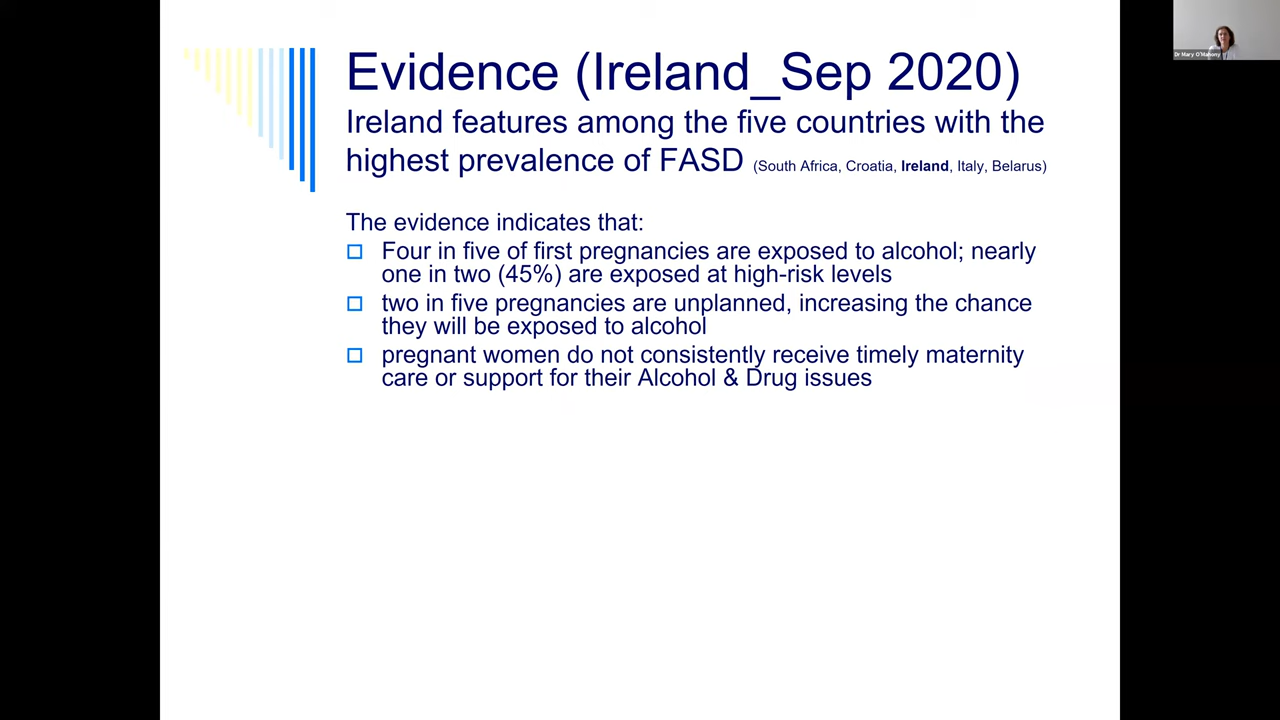 Evidence (Ireland_Sep 2020)
Ireland features among the five countries with the
highest prevalence of FASD (South Africa, Croatia, Ireland, Italy, Belarus)
The evidence indicates that:
Four in five of first pregnancies are exposed to alcohol; nearly
one in two (45%) are exposed at high-risk levels
two in five pregnancies are unplanned, increasing the chance
they will be exposed to alcohol
pregnant women do not consistently receive timely maternity
care or support for their Alcohol & Drug issues
Dr Mary O'Mahony